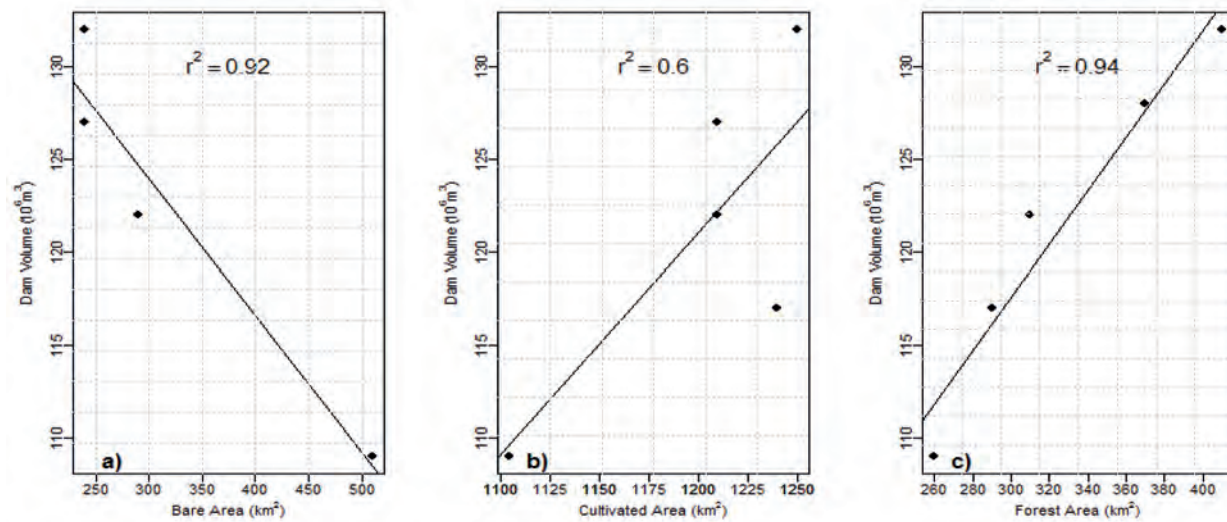 r² = 0.92
Dam Volume (10⁶m³)
130
125
120
115
110
a)
250 300 350 400 450 500
Bare Area (km²)
r² = 0.6
Dam Volume (10⁶m³)
130
125
120
115
110
b)
1100 1125 1150 1175 1200 1225 1250
Cultivated Area (km²)
r² = 0.94
Dam Volume (10⁶m³)
130
125
120
115
110
c)
260 280 300 320 340 360 380 400
Forest Area (km²)